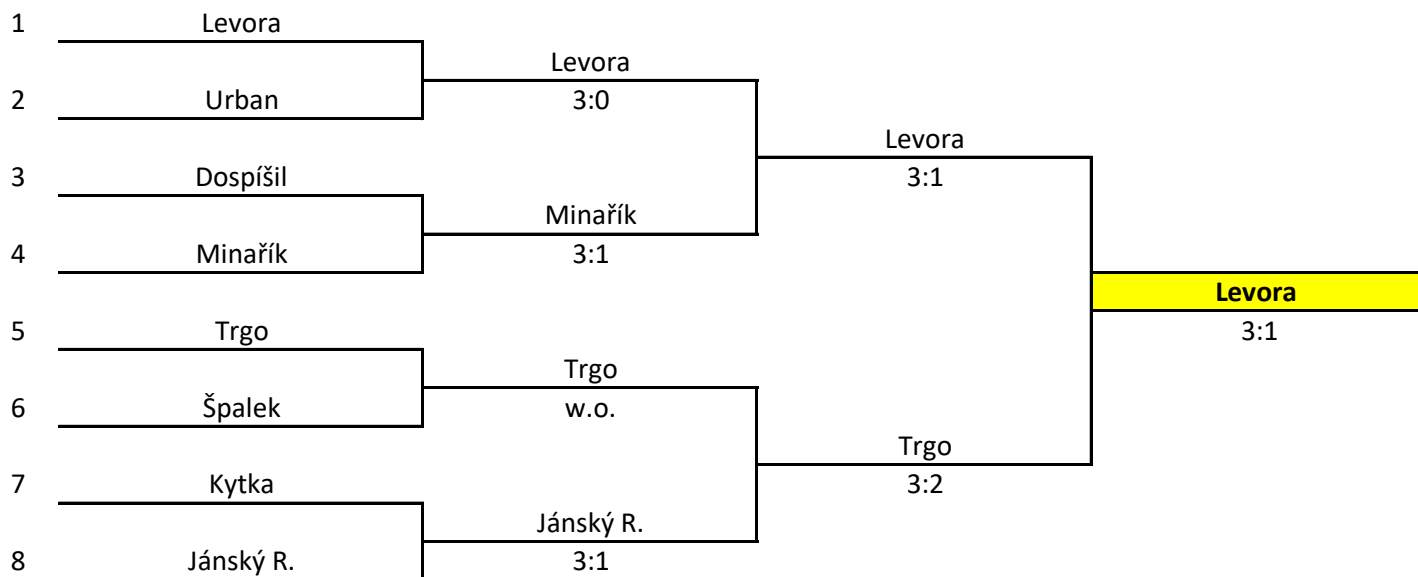 1 Levora
Levora
2 Urban 3:0
Levora
3 Dospíšil 3:1
Minařík
4 Minařík 3:1
Levora
5 Trgo 3:1
Trgo
6 Špalek w.o.
Trgo
7 Kytka 3:2
Jánský R.
8 Jánský R. 3:1